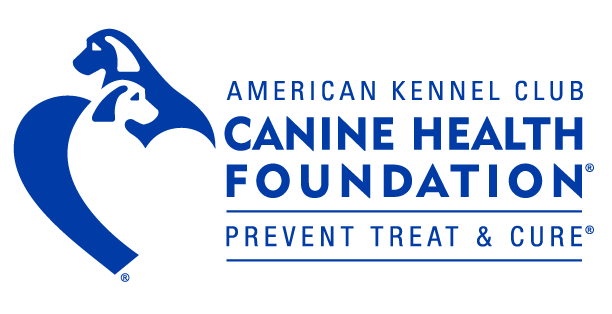 AMERICAN KENNEL CLUB
CANINE HEALTH
FOUNDATION®
PREVENT TREAT & CURE®
®